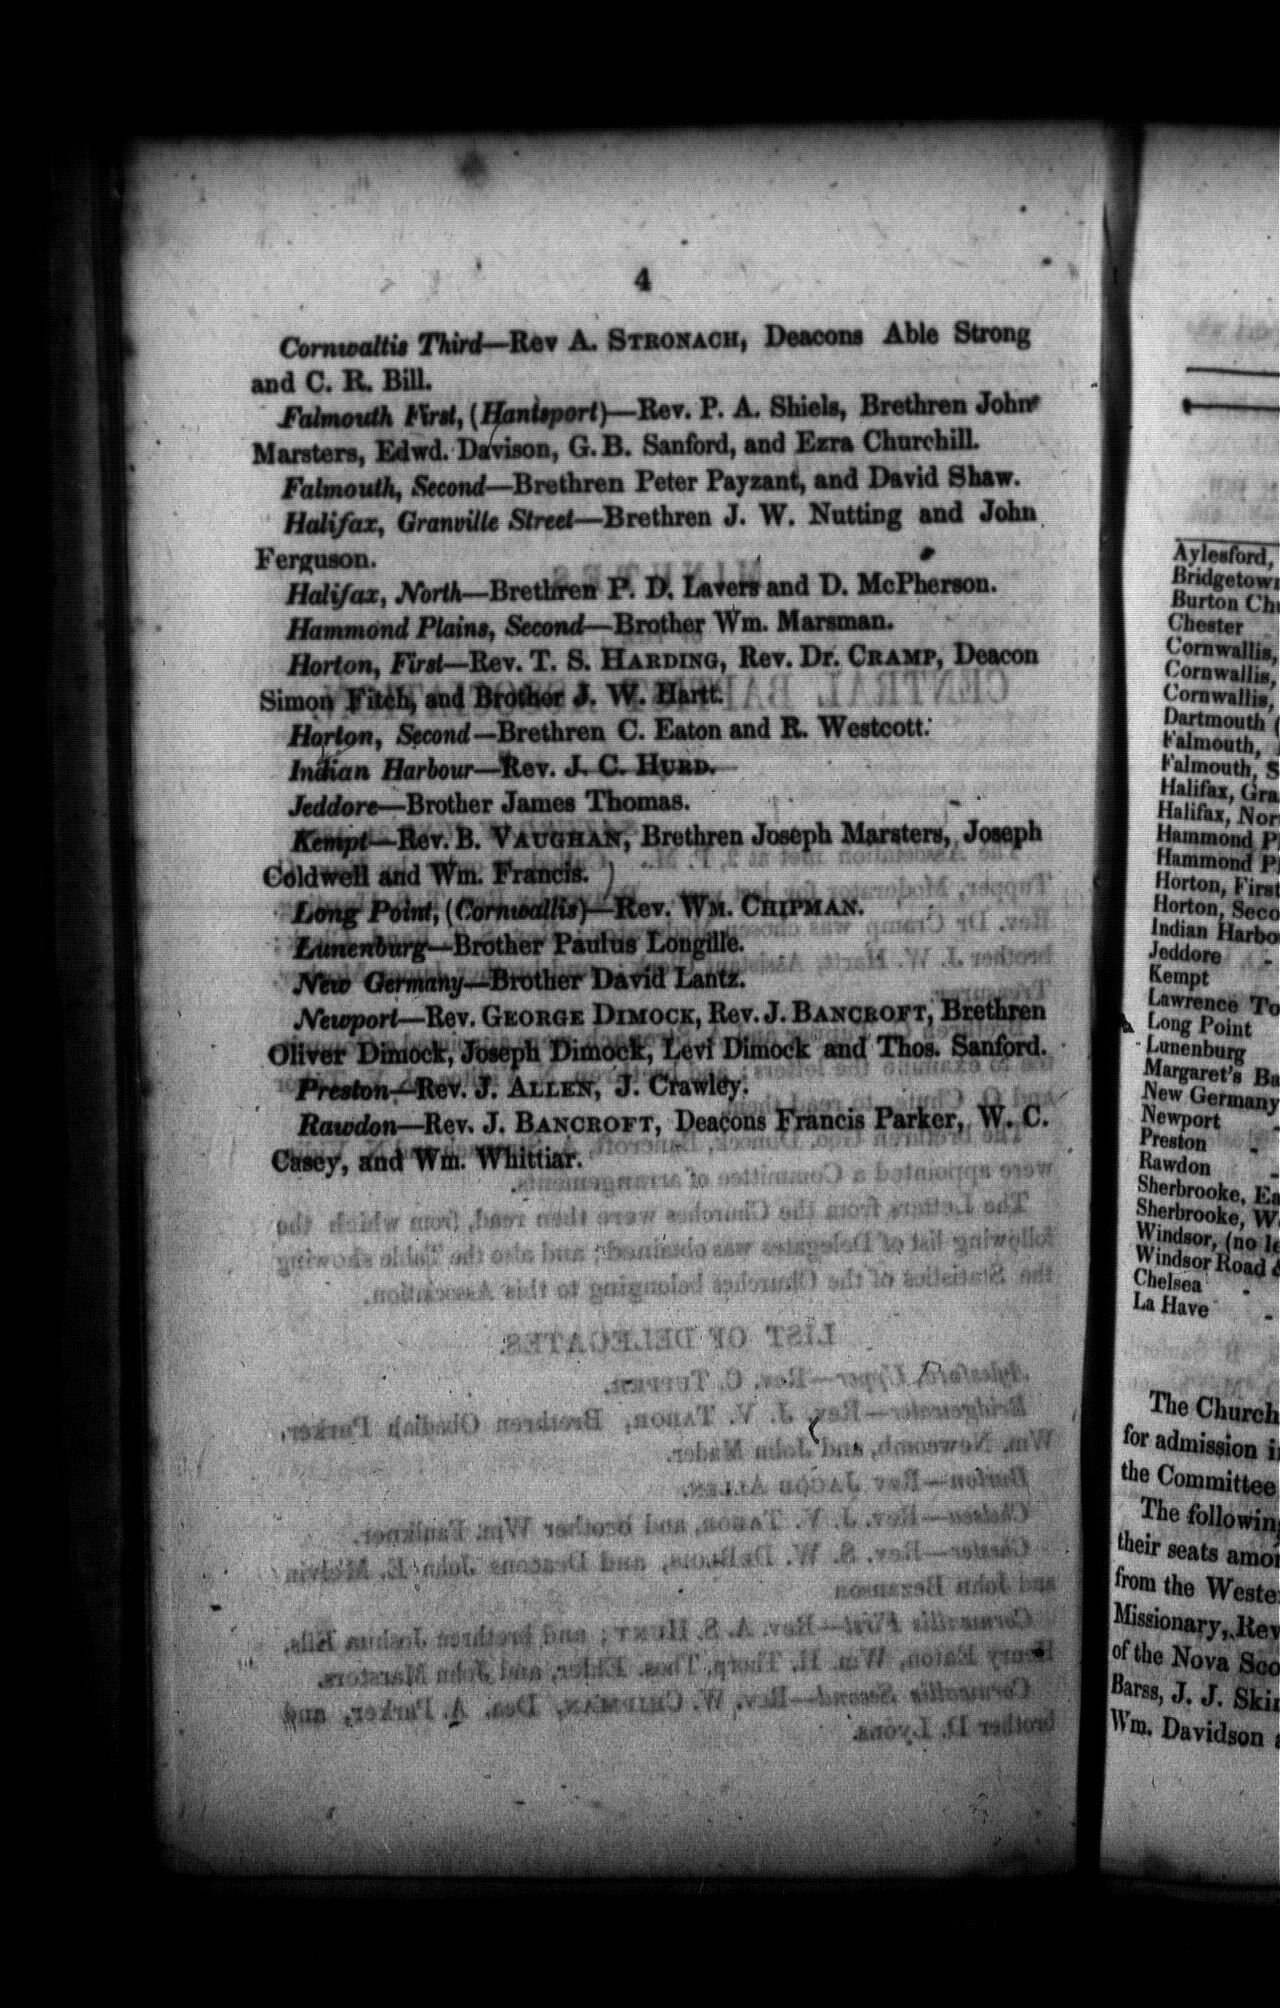 4
Cornwaltis Third—Rev A. STRONACH, Deacons Able Strong
and C. R. Bill.
Falmouth First, (Hantsport)—Rev. P. A. Shiels, Brethren John
Marsters, Edwd. Davison, G. B. Sanford, and Ezra Churchill.
Falmouth, Second—Brethren Peter Payzant, and David Shaw.
Halifax, Granville Street—Brethren J. W. Nutting and John
Ferguson.
Halifax, North—Brethren P. D. Lavers and D. McPherson.
Hammond Plains, Second—Brother Wm. Marsman.
Horton, First—Rev. T. S. HARDING, Rev. Dr. CRAMP, Deacon
Simon Fitch, and Brother J. W. Hartt.
Horton, Second—Brethren C. Eaton and R. Westcott.
Indian Harbour—Rev. J. C. HURD.
Jeddore—Brother James Thomas.
Kempt—Rev. B. VAUGHAN, Brethren Joseph Marsters, Joseph
Coldwell and Wm. Francis.
Long Point, (Cornwallis)—Rev. WM. CHIPMAN.
Lunenburg—Brother Paulus Longille.
New Germany—Brother David Lantz.
Newport—Rev. GEORGE DIMOCK, Rev. J. BANCROFT, Brethren
Oliver Dimock, Joseph Dimock, Levi Dimock and Thos. Sanford.
Preston—Rev. J. ALLEN, J. Crawley.
Rawdon—Rev. J. BANCROFT, Deacons Francis Parker, W. C.
Casey, and Wm. Whittiar.
Aylesford,
Bridgetown
Burton Ch
Chester
Cornwallis,
Cornwallis,
Cornwallis,
Dartmouth (
Falmouth,
Falmouth, S
Halifax, Gra
Halifax, Nor
Hammond P
Hammond P
Horton, First
Horton, Seco
Indian Harbo
Jeddore -
Kempt
Lawrence To
Long Point
Lunenburg
Margaret's Ba
New Germany
Newport -
Preston -
Rawdon -
Sherbrooke, Ea
Sherbrooke, W
Windsor, (no le
Windsor Road &
Chelsea -
La Have -
The Church
for admission i
the Committee
The following
their seats amo
from the Weste
Missionary, Rev
of the Nova Sco
Barss, J. J. Skin
Wm. Davidson a